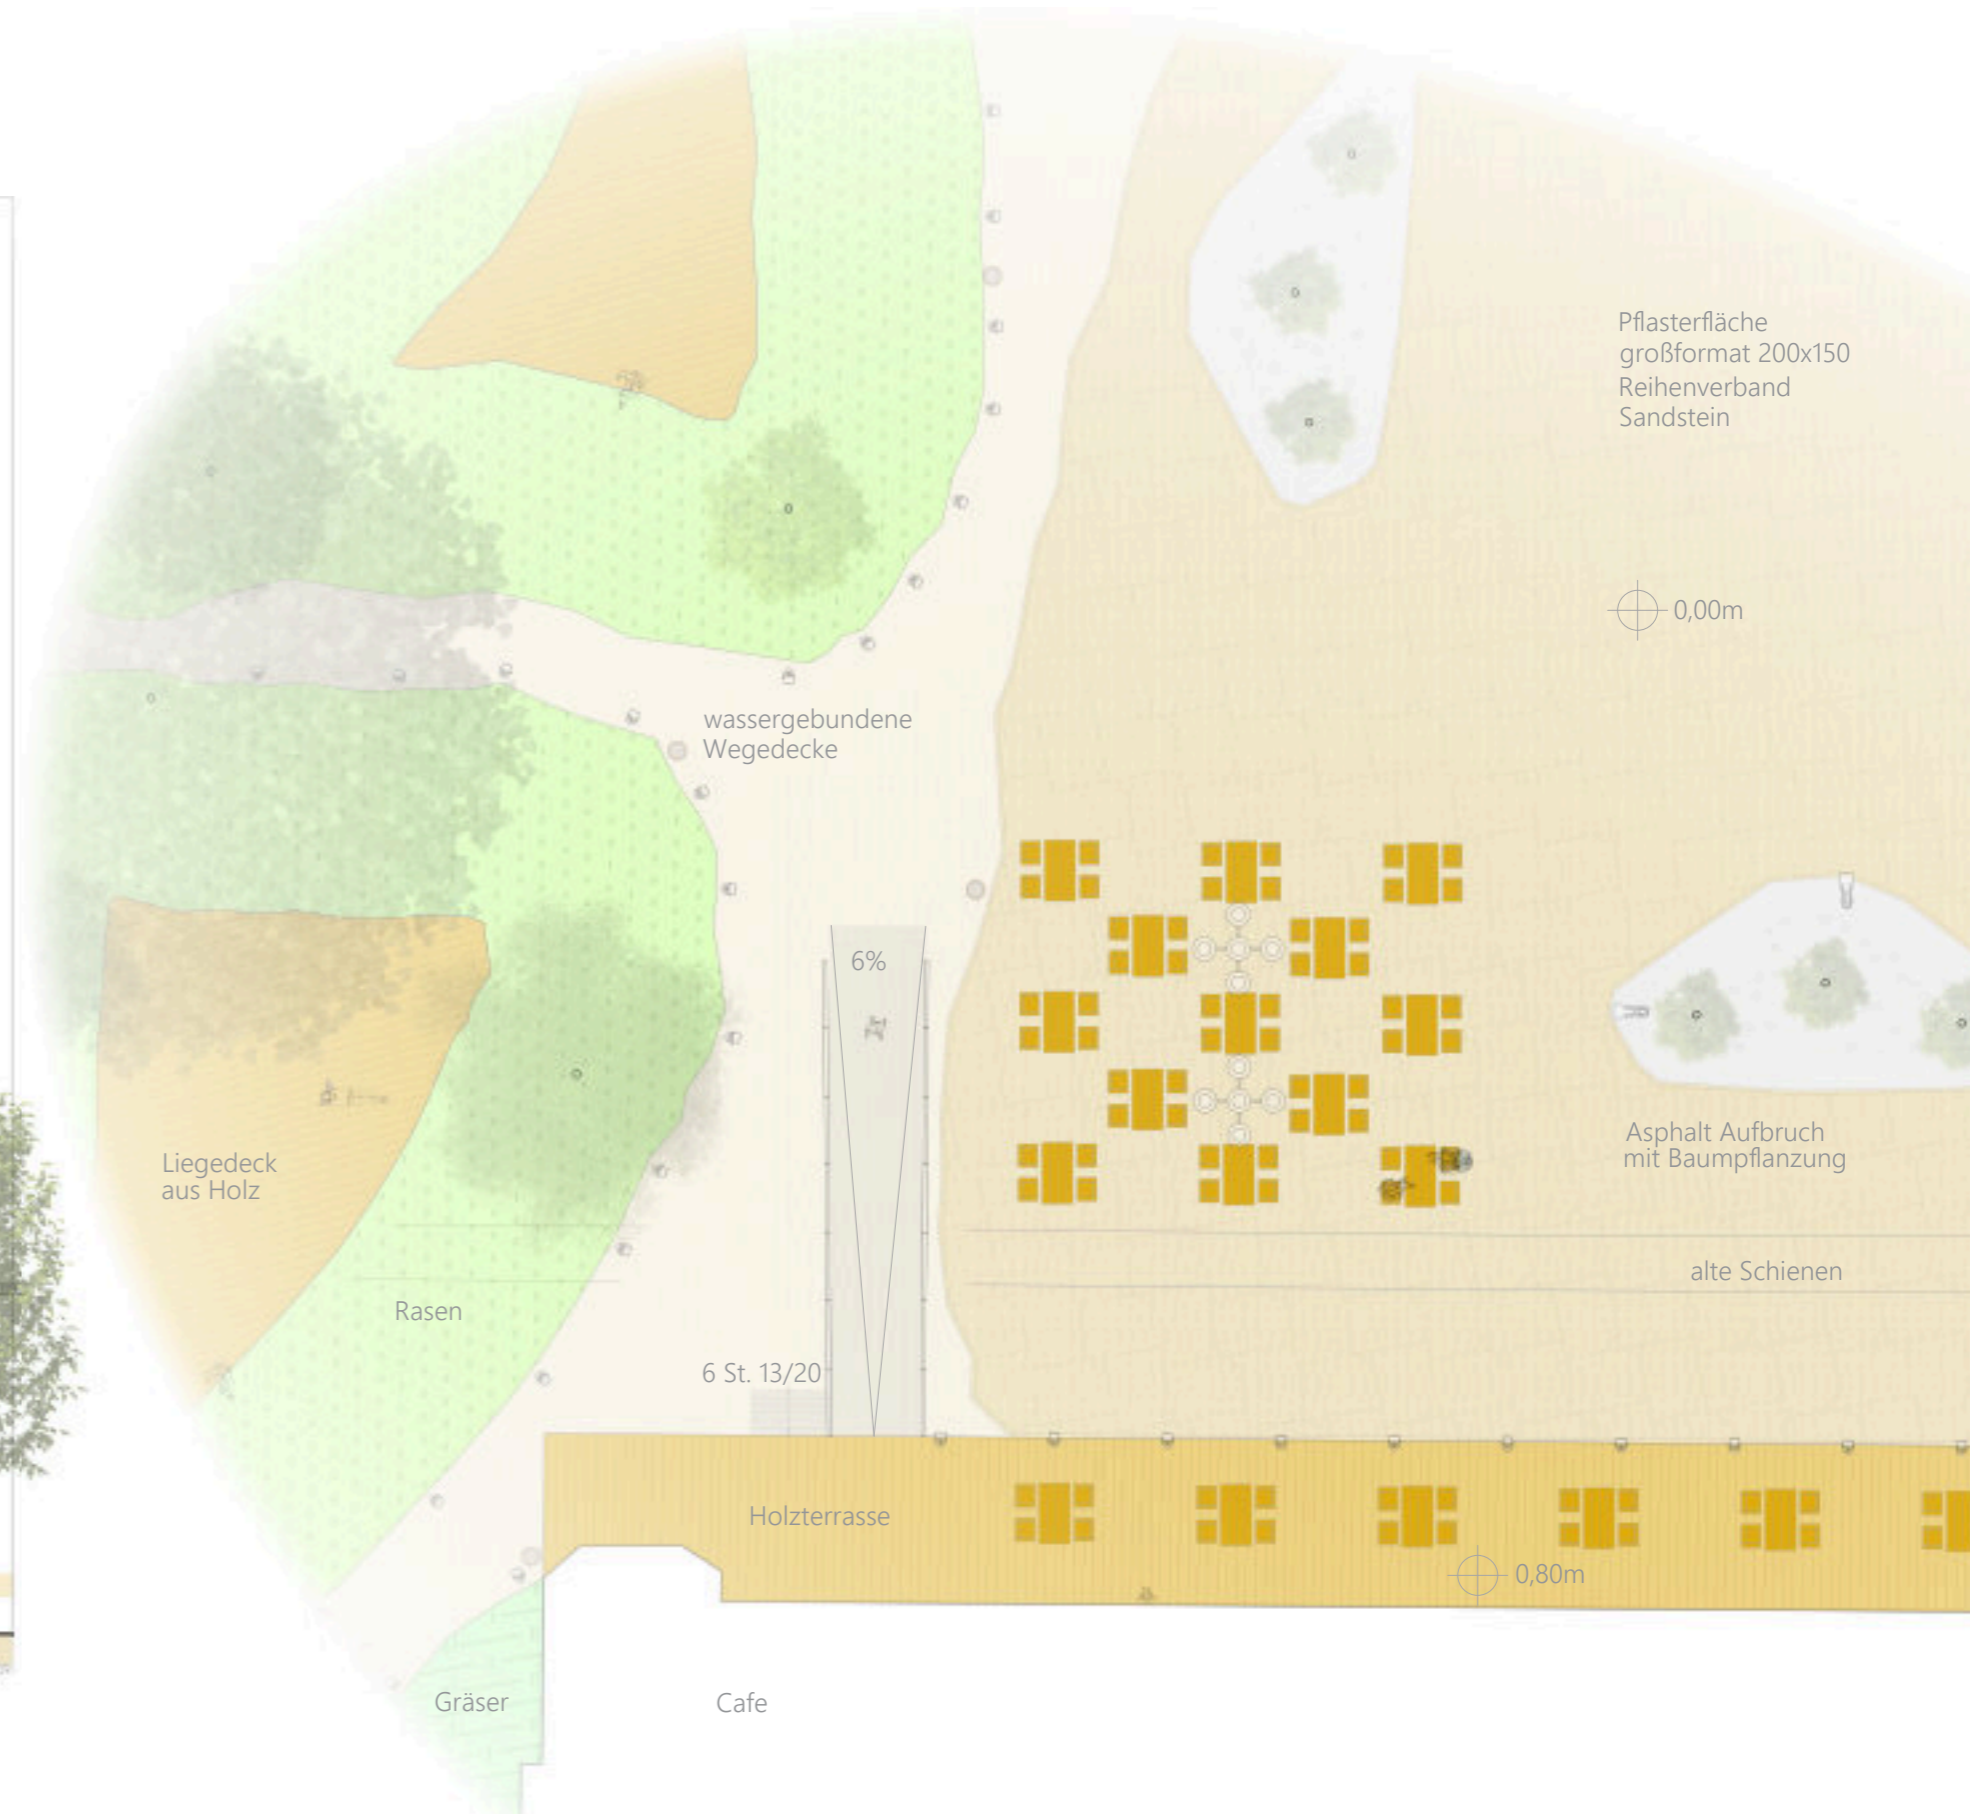 Pflasterfläche
großformat 200x150
Reihenverband
Sandstein
0,00m
wassergebundene
Wegedecke
6%
Asphalt Aufbruch
mit Baumpflanzung
Liegedeck
aus Holz
alte Schienen
Rasen
6 St. 13/20
Holzterrasse
0,80m
Gräser
Cafe